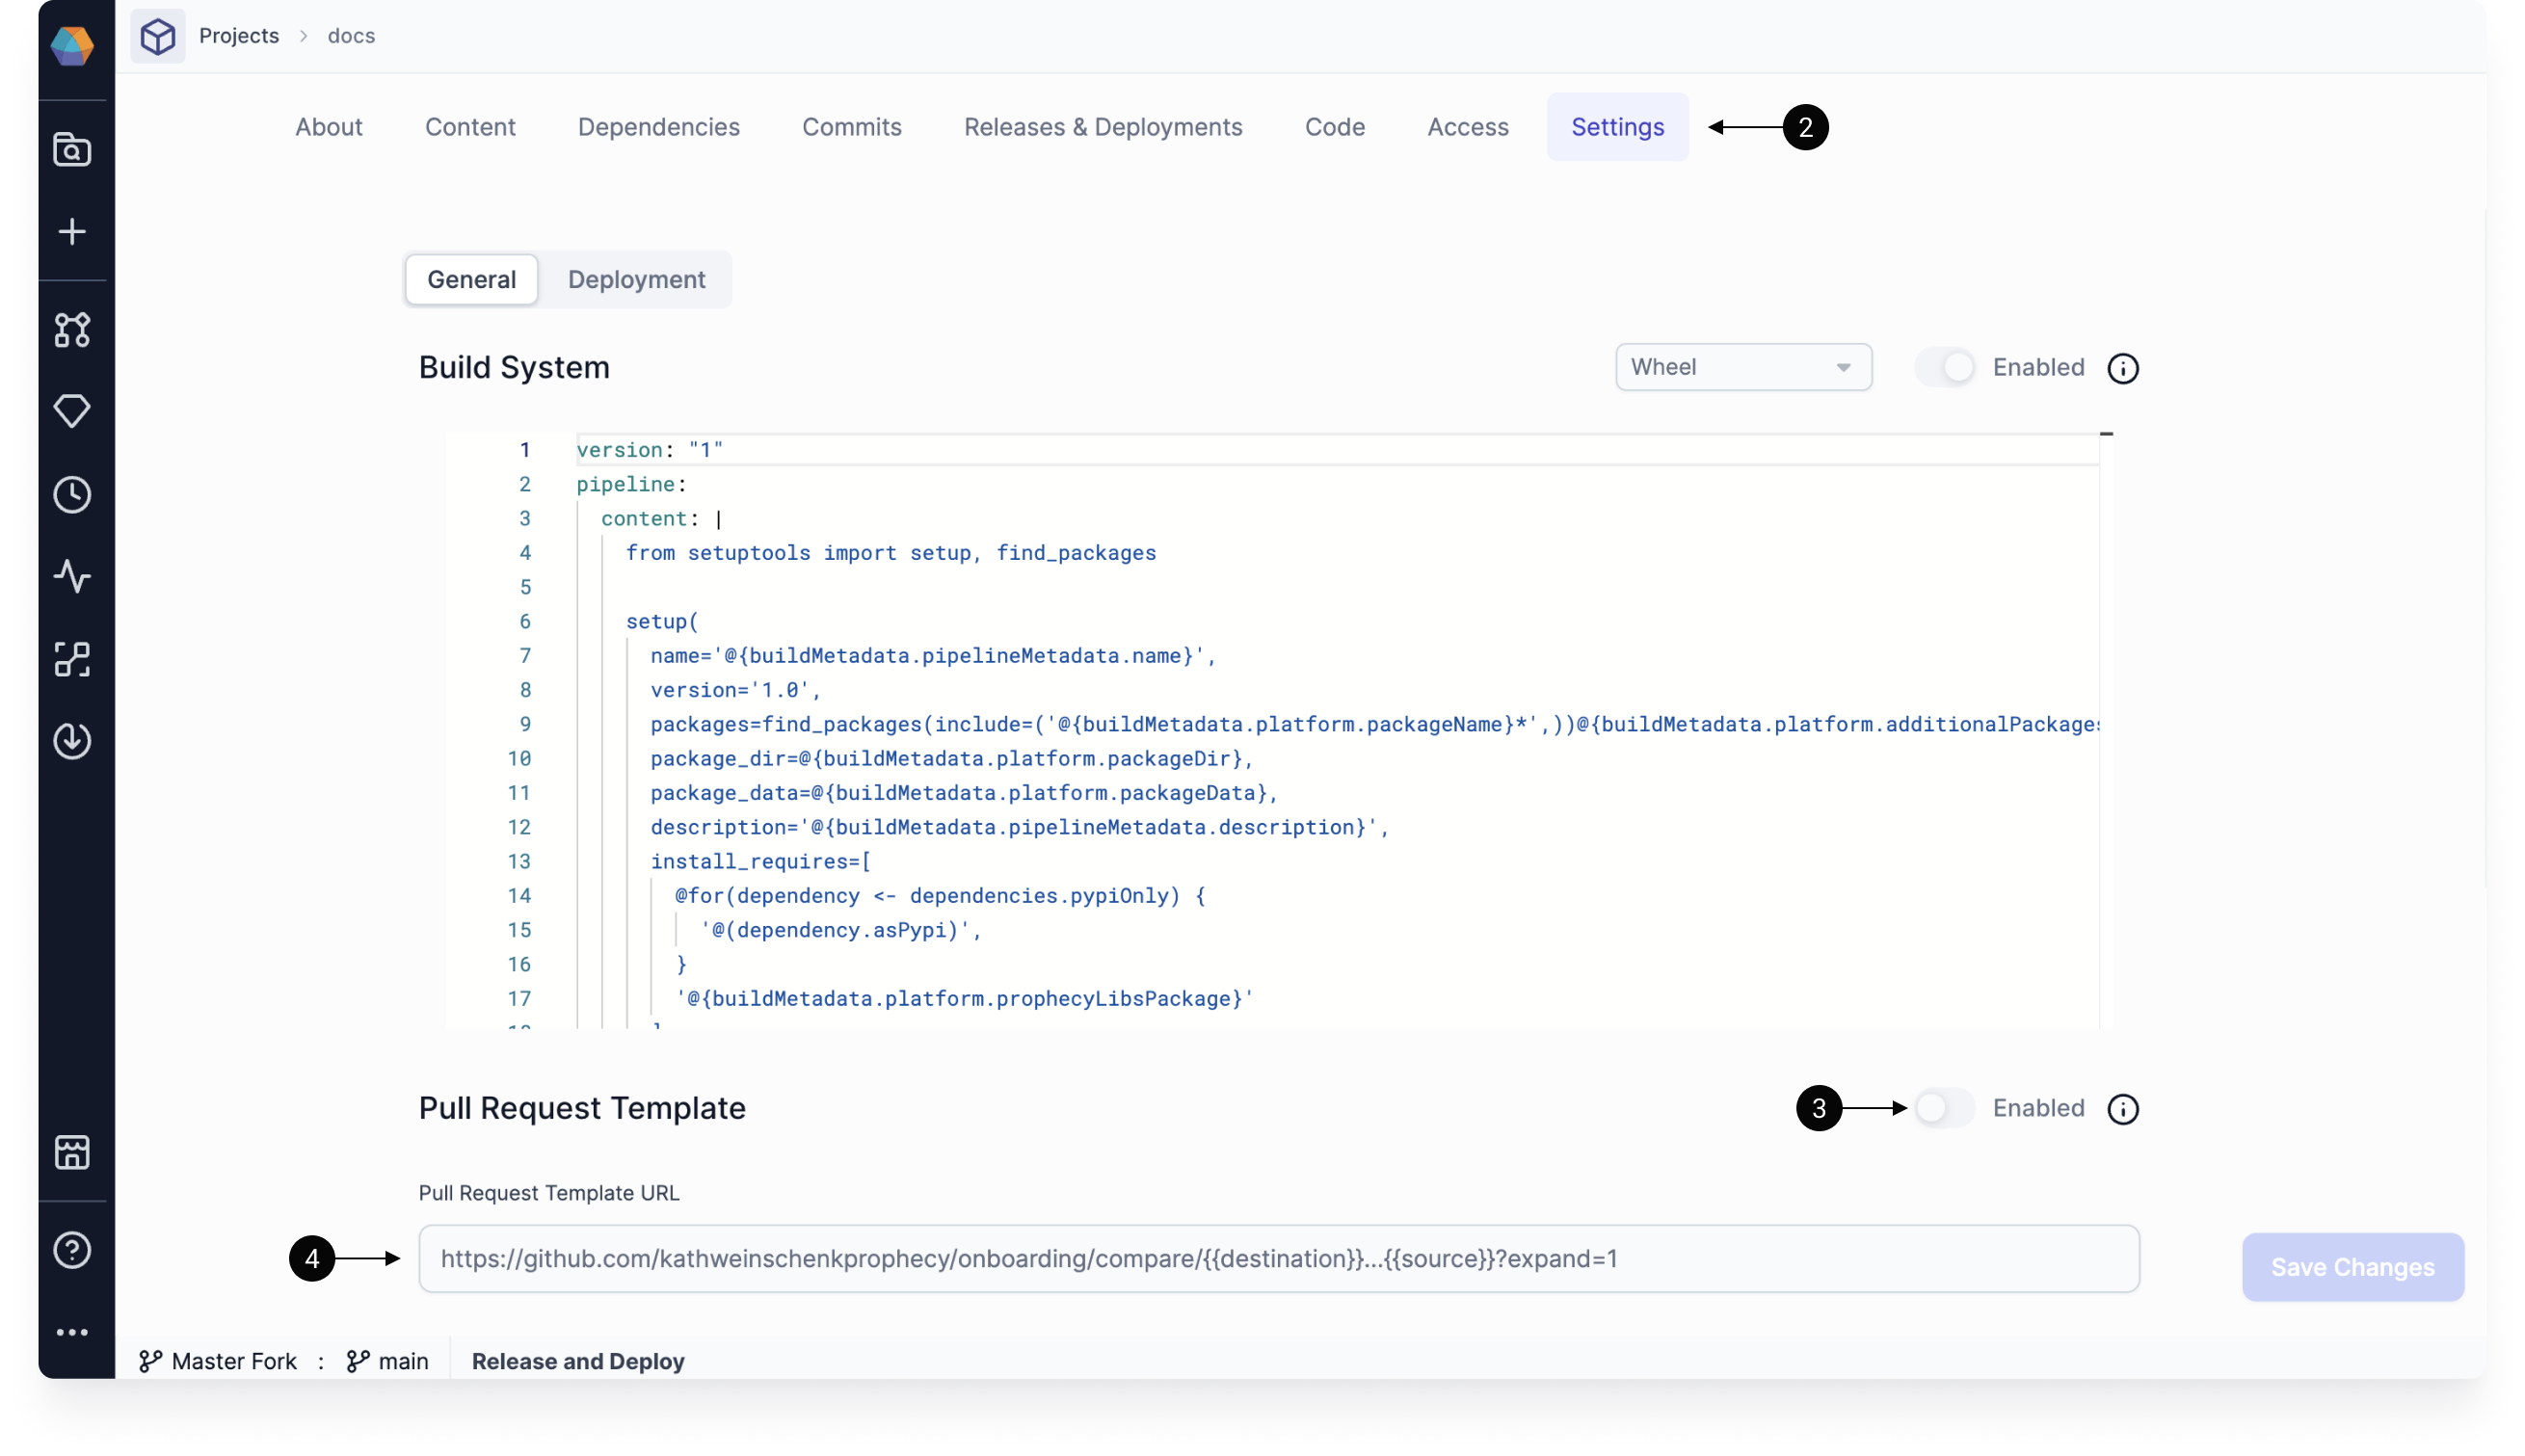 Projects > docs
About Content Dependencies Commits Releases & Deployments Code Access Settings 2
General Deployment
Build System Wheel Enabled
1 version: "1"
2 pipeline:
3 content: |
4 from setuptools import setup, find_packages
5
6 setup(
7 name='@{buildMetadata.pipelineMetadata.name}',
8 version='1.0',
9 packages=find_packages(include=('@{buildMetadata.platform.packageName}*',))@{buildMetadata.platform.additionalPackages
10 package_dir=@{buildMetadata.platform.packageDir},
11 package_data=@{buildMetadata.platform.packageData},
12 description='@{buildMetadata.pipelineMetadata.description}',
13 install_requires=[
14 @for(dependency <- dependencies.pypiOnly) {
15 '@(dependency.asPypi)',
16 }
17 '@{buildMetadata.platform.prophecyLibsPackage}'
Pull Request Template 3 Enabled
Pull Request Template URL
4 https://github.com/kathweinschenkprophecy/onboarding/compare/{{destination}}...{{source}}?expand=1
Save Changes
Master Fork : main Release and Deploy